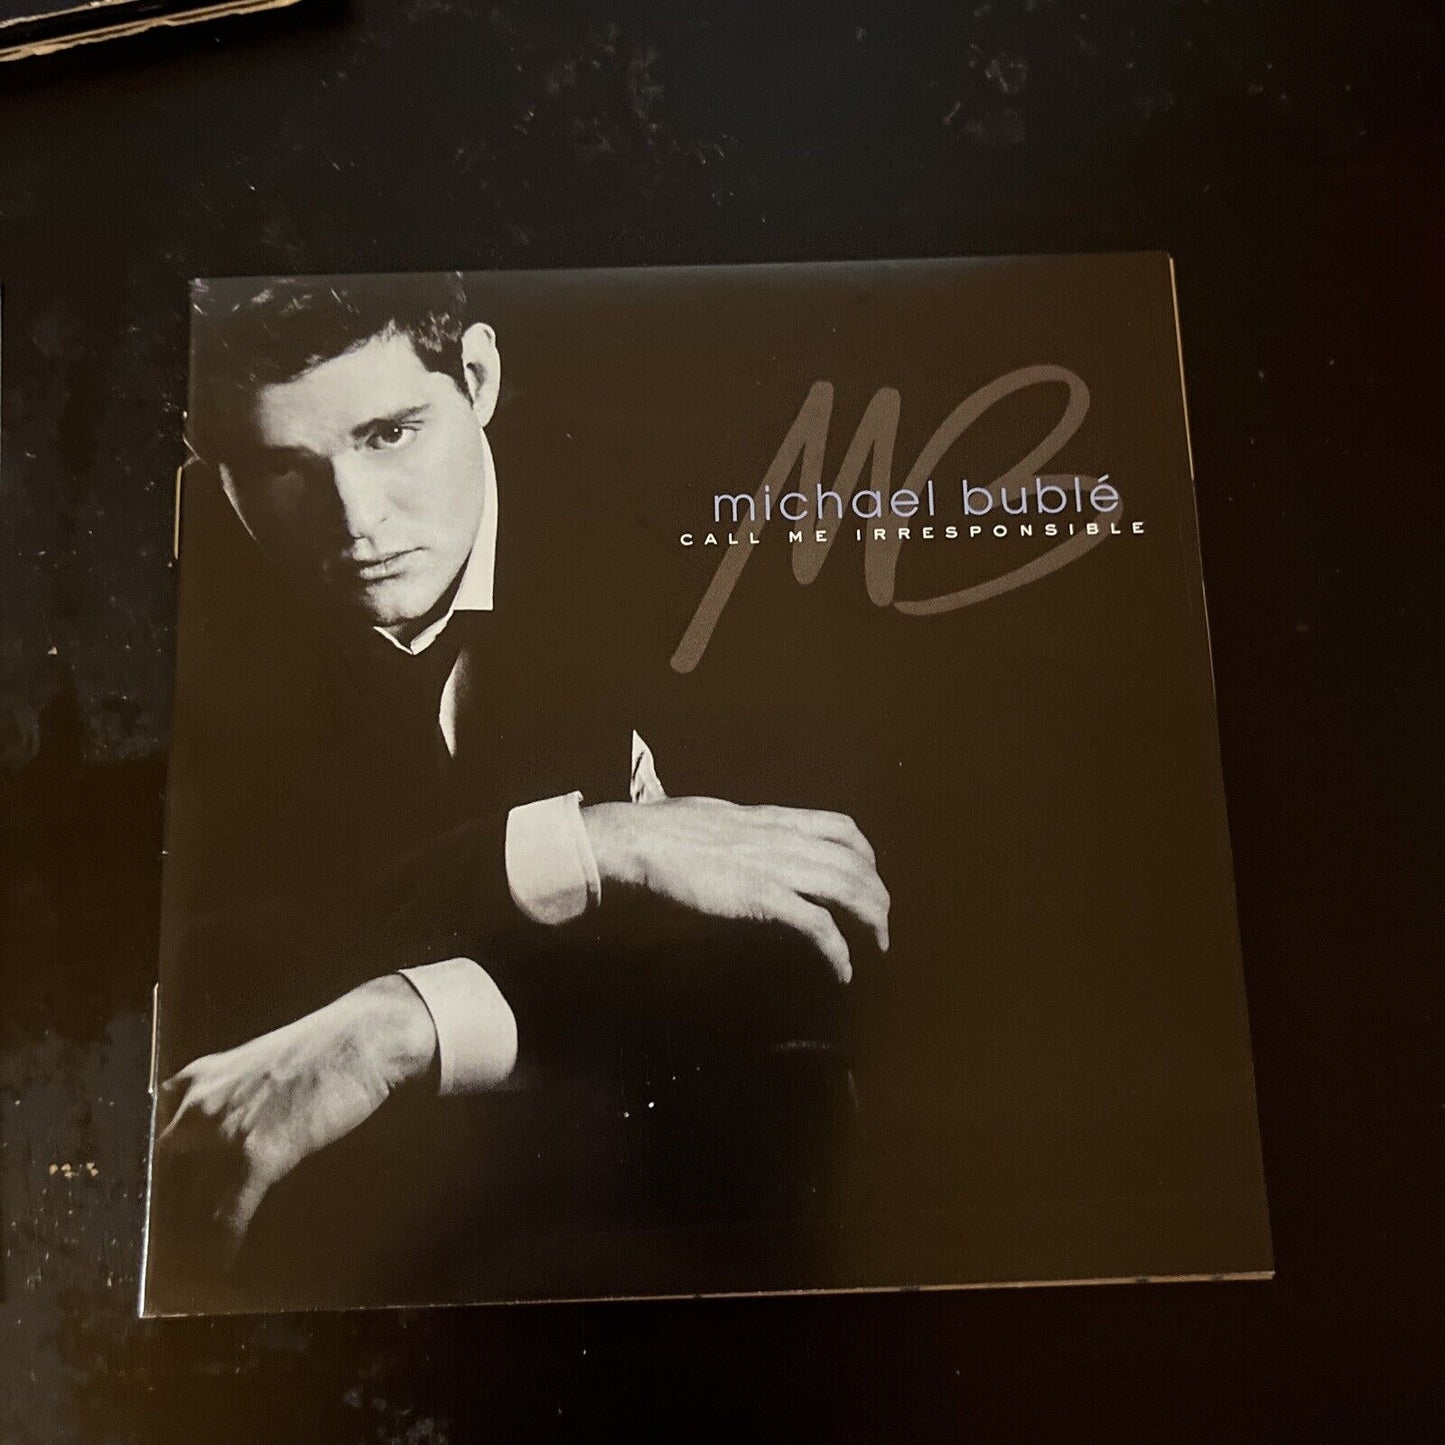 MB
michael bublé
CALL ME IRRESPONSIBLE